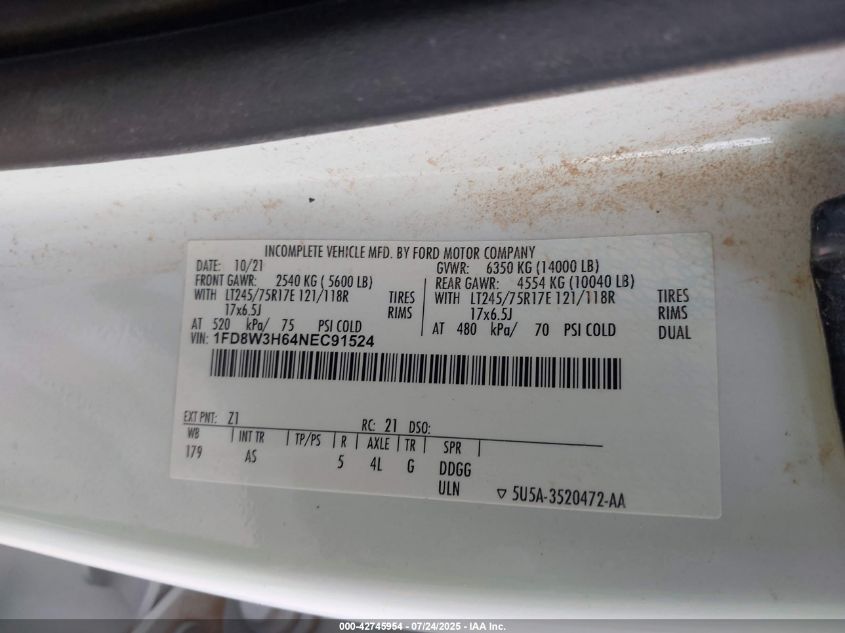 INCOMPLETE VEHICLE MFD. BY FORD MOTOR COMPANY
DATE: 10/21 GVWR: 6350 KG (14000 LB)
FRONT GAWR: 2540 KG ( 5600 LB) REAR GAWR: 4554 KG (10040 LB)
WITH LT245/75R17E 121/118R TIRES WITH LT245/75R17E 121/118R TIRES
17x6.5J RIMS 17x6.5J RIMS
AT 520 kPa/ 75 PSI COLD AT 480 kPa/ 70 PSI COLD DUAL
VIN: 1FD8W3H64NEC91524
EXT PNT: Z1 RC: 21 DSO:
WB INT TR TP/PS R AXLE TR SPR
179 AS 5 4L G DDGG
ULN ▽ 5U5A-3520472-AA
000-42745954 - 07/24/2025 - IAA Inc.